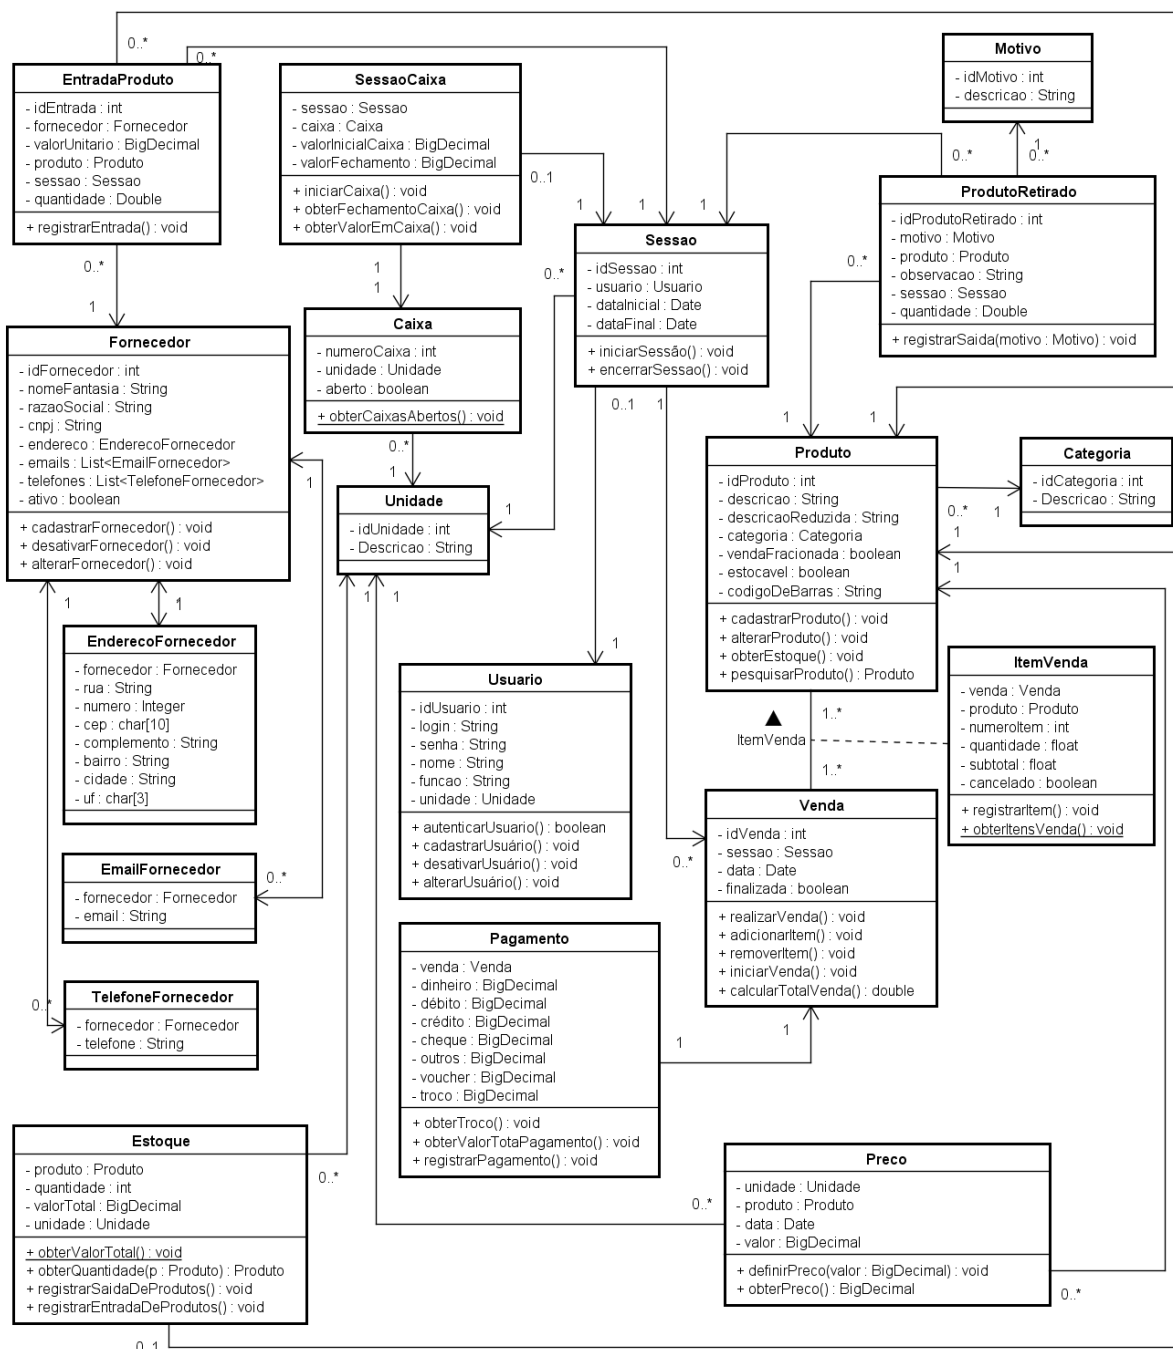 0..*
1
0..*
EntradaProduto
- idEntrada : int
- fornecedor : Fornecedor
- valorUnitario : BigDecimal
- produto : Produto
- sessao : Sessao
- quantidade : Double
+ registrarEntrada() : void
0..*
1
SessaoCaixa
- sessao : Sessao
- caixa : Caixa
- valorInicialCaixa : BigDecimal
- valorFechamento : BigDecimal
+ iniciarCaixa() : void
+ obterFechamentoCaixa() : void
+ obterValorEmCaixa() : void
0..1
1
1
1
1
1
Motivo
- idMotivo : int
- descricao : String
1
0..*
0..*
ProdutoRetirado
- idProdutoRetirado : int
- motivo : Motivo
- produto : Produto
- observacao : String
- sessao : Sessao
- quantidade : Double
+ registrarSaida(motivo : Motivo) : void
0..*
Sessao
- idSessao : int
- usuario : Usuario
- dataInicial : Date
- dataFinal : Date
+ iniciarSessão() : void
+ encerrarSessao() : void
0..*
0..1
1
Caixa
- numeroCaixa : int
- unidade : Unidade
- aberto : boolean
+ obterCaixasAbertos() : void
0..*
1
Fornecedor
- idFornecedor : int
- nomeFantasia : String
- razaoSocial : String
- cnpj : String
- endereco : EnderecoFornecedor
- emails : List<EmailFornecedor>
- telefones : List<TelefoneFornecedor>
- ativo : boolean
+ cadastrarFornecedor() : void
+ desativarFornecedor() : void
+ alterarFornecedor() : void
1
1
1
Unidade
- idUnidade : int
- Descricao : String
1
1
1
1
1
Produto
- idProduto : int
- descricao : String
- descricaoReduzida : String
- categoria : Categoria
- vendaFracionada : boolean
- estocavel : boolean
- codigoDeBarras : String
+ cadastrarProduto() : void
+ alterarProduto() : void
+ obterEstoque() : void
+ pesquisarProduto() : Produto
0..*
1
1
1
Categoria
- idCategoria : int
- Descricao : String
EnderecoFornecedor
- fornecedor : Fornecedor
- rua : String
- numero : Integer
- cep : char[10]
- complemento : String
- bairro : String
- cidade : String
- uf : char[3]
1
Usuario
- idUsuario : int
- login : String
- senha : String
- nome : String
- funcao : String
- unidade : Unidade
+ autenticarUsuario() : boolean
+ cadastrarUsuário() : void
+ desativarUsuário() : void
+ alterarUsuário() : void
1..*
ItemVenda
1..*
ItemVenda
- venda : Venda
- produto : Produto
- numeroItem : int
- quantidade : float
- subtotal : float
- cancelado : boolean
+ registrarItem() : void
+ obterItensVenda() : void
Venda
- idVenda : int
- sessao : Sessao
- data : Date
- finalizada : boolean
+ realizarVenda() : void
+ adicionarItem() : void
+ removerItem() : void
+ iniciarVenda() : void
+ calcularTotalVenda() : double
0..*
EmailFornecedor
- fornecedor : Fornecedor
- email : String
0..*
TelefoneFornecedor
- fornecedor : Fornecedor
- telefone : String
0..*
Pagamento
- venda : Venda
- dinheiro : BigDecimal
- débito : BigDecimal
- crédito : BigDecimal
- cheque : BigDecimal
- outros : BigDecimal
- voucher : BigDecimal
- troco : BigDecimal
+ obterTroco() : void
+ obterValorTotaPagamento() : void
+ registrarPagamento() : void
1
1
Estoque
- produto : Produto
- quantidade : int
- valorTotal : BigDecimal
- unidade : Unidade
+ obterValorTotal() : void
+ obterQuantidade(p : Produto) : Produto
+ registrarSaidaDeProdutos() : void
+ registrarEntradaDeProdutos() : void
0..*
0..1
Preco
- unidade : Unidade
- produto : Produto
- data : Date
- valor : BigDecimal
+ definirPreco(valor : BigDecimal) : void
+ obterPreco() : BigDecimal
0..*
0..*